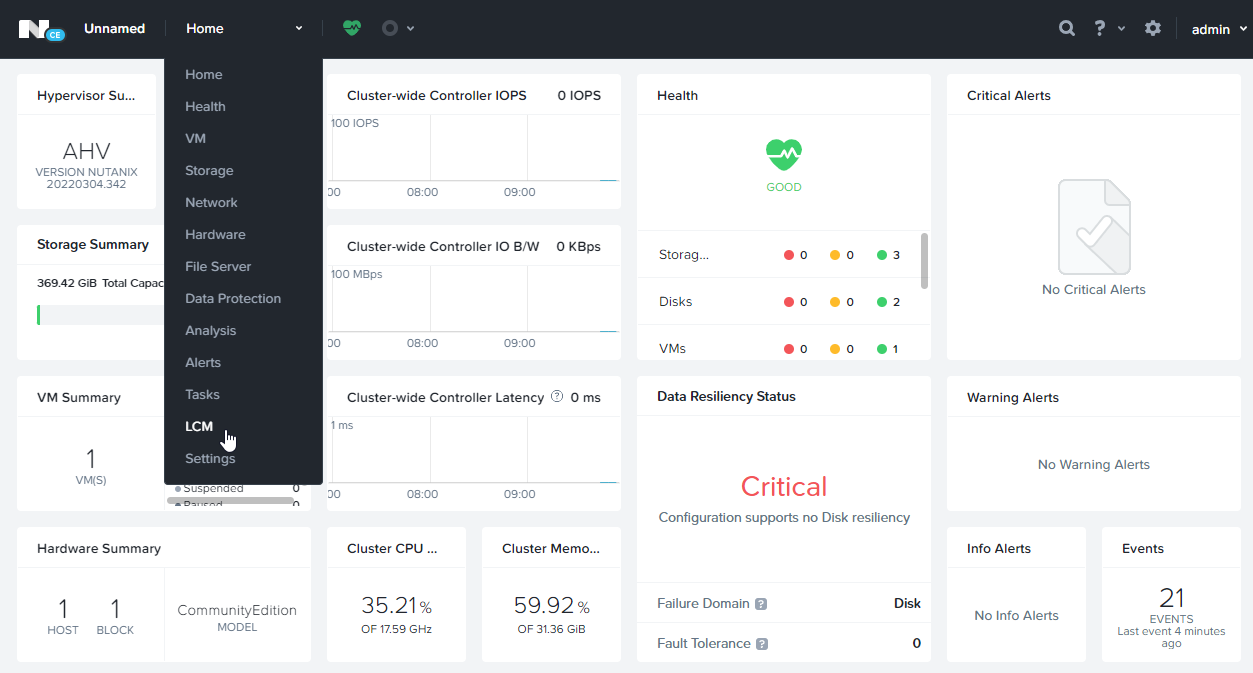 N CE Unnamed Home ? admin
Home
Health
VM
Storage
Network
Hardware
File Server
Data Protection
Analysis
Alerts
Tasks
LCM
Settings
Hypervisor Su...
AHV
VERSION NUTANIX
20220304.342
Storage Summary
369.42 GiB Total Capac
VM Summary
1
VM(S)
Suspended 0
Paused 0
Hardware Summary
1
HOST
1
BLOCK
CommunityEdition
MODEL
Cluster-wide Controller IOPS 0 IOPS
100 IOPS
00 08:00 09:00
Cluster-wide Controller IO B/W 0 KBps
100 MBps
00 08:00 09:00
Cluster-wide Controller Latency ? 0 ms
1 ms
00 08:00 09:00
Cluster CPU ...
35.21 %
OF 17.59 GHz
Cluster Memo...
59.92 %
OF 31.36 GiB
Health
GOOD
Storag... 0 0 3
Disks 0 0 2
VMs 0 0 1
Data Resiliency Status
Critical
Configuration supports no Disk resiliency
Failure Domain ? Disk
Fault Tolerance ? 0
Critical Alerts
No Critical Alerts
Warning Alerts
No Warning Alerts
Info Alerts
No Info Alerts
Events
21
EVENTS
Last event 4 minutes
ago